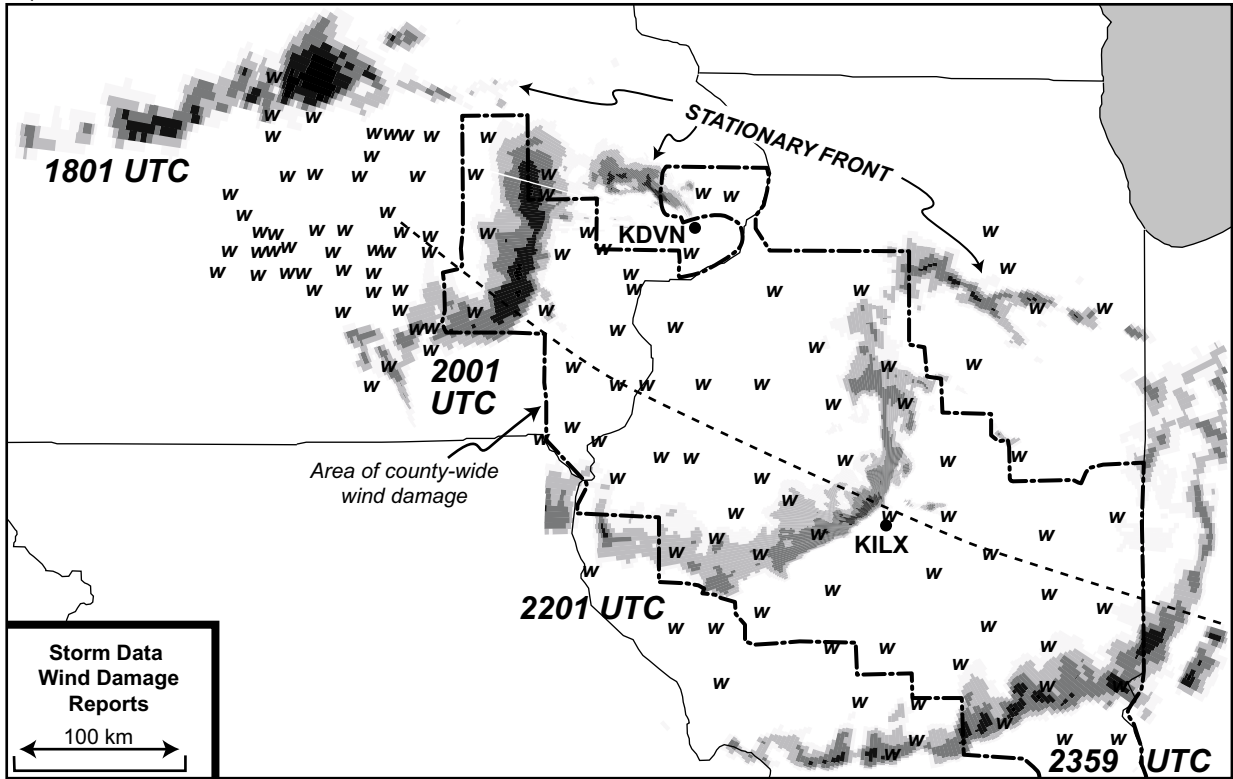 1801 UTC
STATIONARY FRONT
KDVN
2001
UTC
Area of county-wide
wind damage
KILX
2201 UTC
2359 UTC
Storm Data
Wind Damage
Reports
100 km